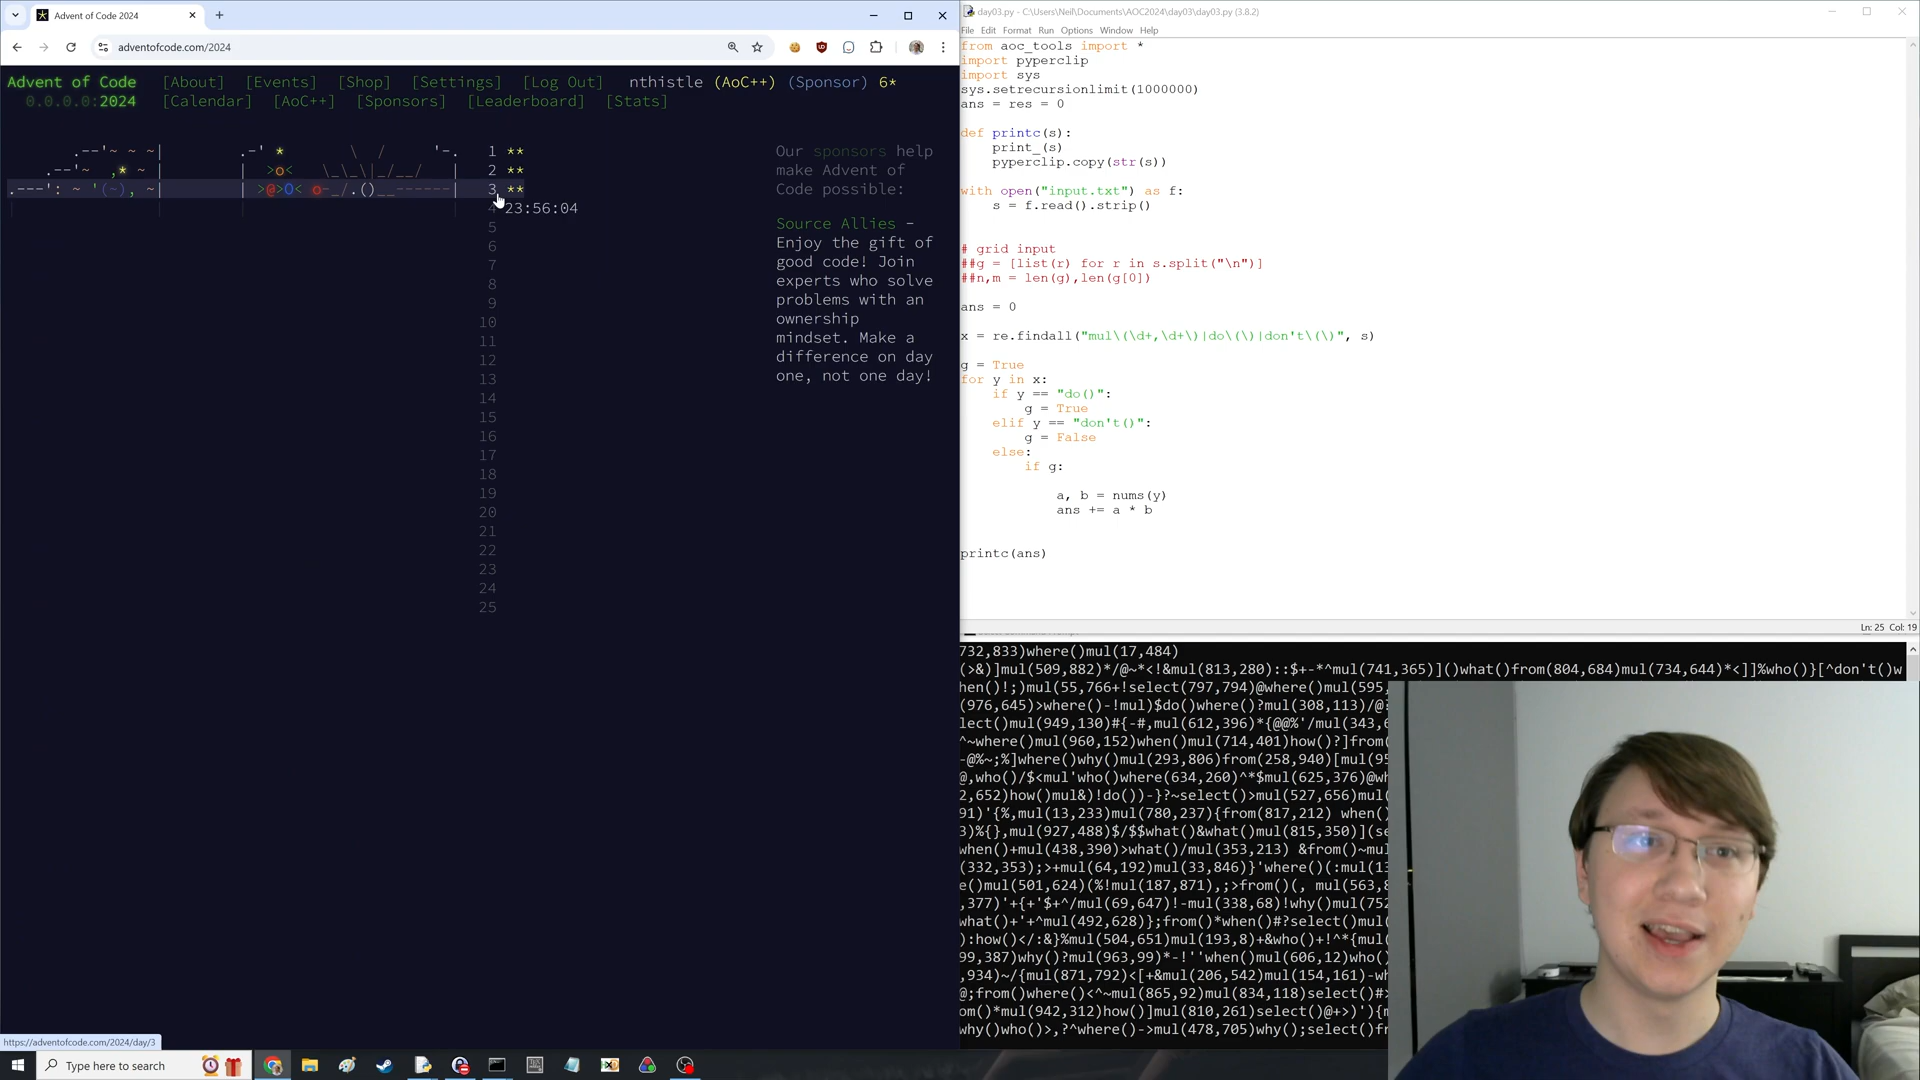 Advent of Code 2024
adventofcode.com/2024
Advent of Code [About] [Events] [Shop] [Settings] [Log Out] nthistle (AoC++) (Sponsor) 6*
0.0.0.0:2024 [Calendar] [AoC++] [Sponsors] [Leaderboard] [Stats]
1 **
2 **
3 **
4 23:56:04
5
6
7
8
9
10
11
12
13
14
15
16
17
18
19
20
21
22
23
24
25
Our sponsors help
make Advent of
Code possible:
Source Allies -
Enjoy the gift of
good code! Join
experts who solve
problems with an
ownership
mindset. Make a
difference on day
one, not one day!
https://adventofcode.com/2024/day/3
day03.py - C:\Users\Neil\Documents\AOC2024\day03\day03.py (3.8.2)
File Edit Format Run Options Window Help
from aoc_tools import *
import pyperclip
import sys
sys.setrecursionlimit(1000000)
ans = res = 0
def printc(s):
print_(s)
pyperclip.copy(str(s))
with open("input.txt") as f:
s = f.read().strip()
# grid input
##g = [list(r) for r in s.split("\n")]
##n,m = len(g),len(g[0])
ans = 0
x = re.findall("mul\(\d+,\d+\)|do\(\)|don't\(\)", s)
g = True
for y in x:
if y == "do()":
g = True
elif y == "don't()":
g = False
else:
if g:
a, b = nums(y)
ans += a * b
printc(ans)
Ln: 25 Col: 19
732,833)where()mul(17,484)
(>&)]mul(509,882)*/@~*<!&mul(813,280)::$+-*^mul(741,365)]()what()from(804,684)mul(734,644)*<]]%who()}[^don't()w
hen()!;)mul(55,766+!select(797,794)@where()mul(595,
(976,645)>where()-!mul)$do()where()?mul(308,113)/@?
lect()mul(949,130)#{-#,mul(612,396)*{@@%'/mul(343,6
^~where()mul(960,152)when()mul(714,401)how()?]from(
-@%~;%]where()why()mul(293,806)from(258,940)[mul(95
@,who()/$<mul'who()where(634,260)^*$mul(625,376)@wh
2,652)how()mul&)!do())-}?~select()>mul(527,656)mul(
91)'{%,mul(13,233)mul(780,237){from(817,212) when()
3)%{},mul(927,488)$/$$what()&what()mul(815,350)](se
when()+mul(438,390)>what()/mul(353,213) &from()~mul
(332,353);>+mul(64,192)mul(33,846)}'where()(:mul(13
e()mul(501,624)(%!mul(187,871),;>from()(, mul(563,8
,377)'+{+'$+^/mul(69,647)!-mul(338,68)!why()mul(752
what()+'+^mul(492,628)};from()*when()#?select()mul(
):how()</:&}%mul(504,651)mul(193,8)+&who()+!^*{mul(
99,387)why()?mul(963,99)*-!''when()mul(606,12)who()
,934)~/{mul(871,792)<[+&mul(206,542)mul(154,161)-wh
@;from()where()<^~mul(865,92)mul(834,118)select()#>
om()*mul(942,312)how()]mul(810,261)select()@+>)'){m
why()who()>,?^where()->mul(478,705)why();select()fr
Type here to search